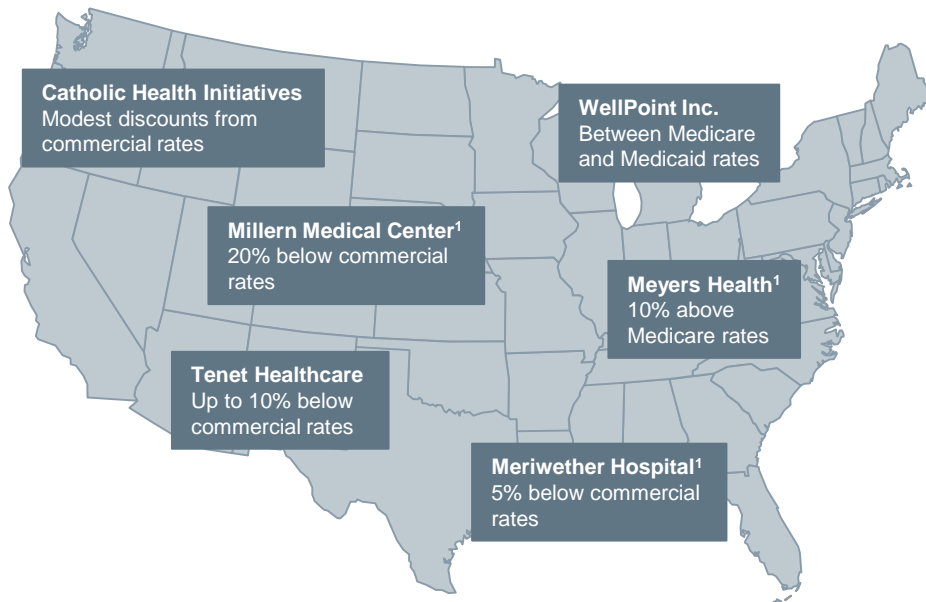 Catholic Health Initiatives
Modest discounts from
commercial rates
WellPoint Inc.
Between Medicare
and Medicaid rates
Millern Medical Center¹
20% below commercial
rates
Meyers Health¹
10% above
Medicare rates
Tenet Healthcare
Up to 10% below
commercial rates
Meriwether Hospital¹
5% below commercial
rates